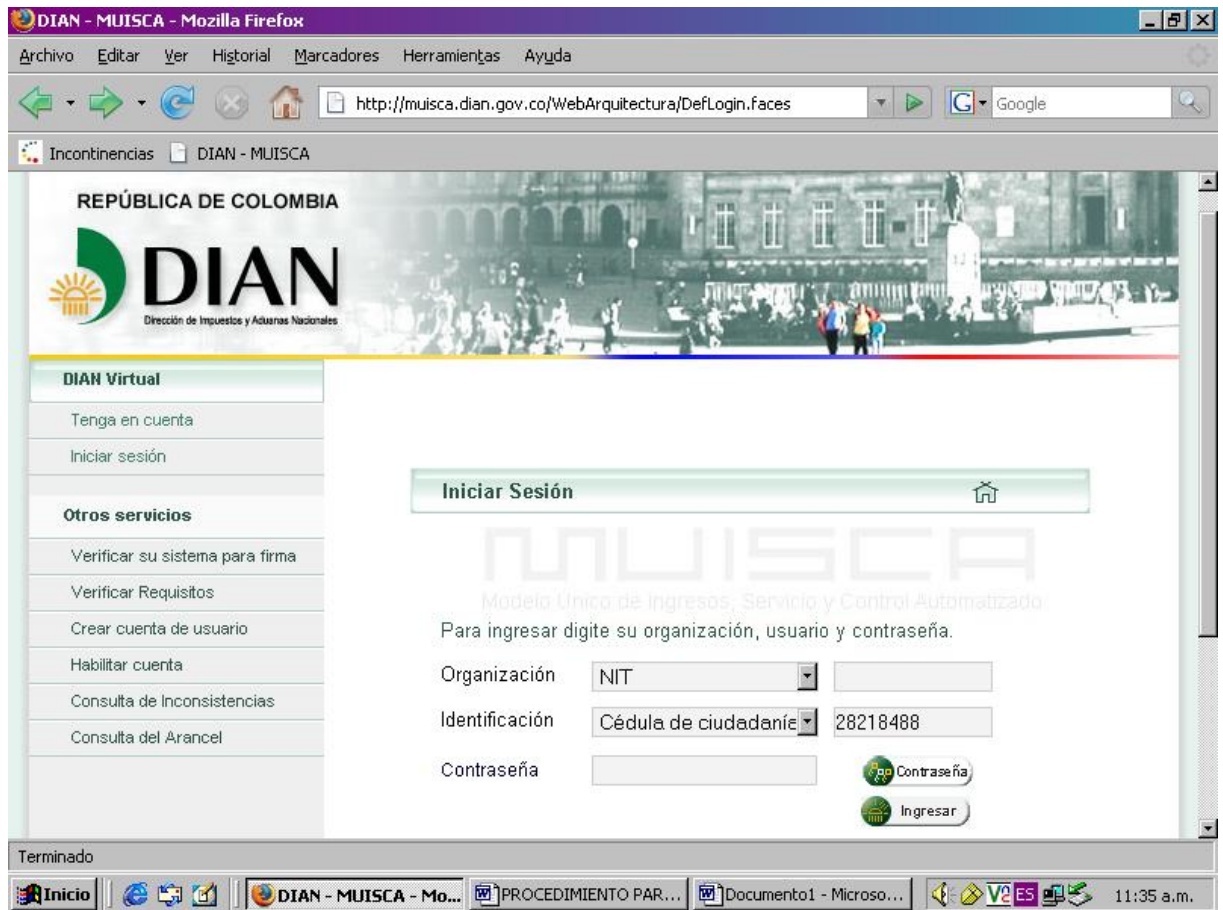 DIAN - MUISCA - Mozilla Firefox
Archivo Editar Ver Historial Marcadores Herramientas Ayuda
http://muisca.dian.gov.co/WebArquitectura/DefLogin.faces
G Google
Incontinencias DIAN - MUISCA
REPÚBLICA DE COLOMBIA
DIAN
Dirección de Impuestos y Aduanas Nacionales
DIAN Virtual
Tenga en cuenta
Iniciar sesión
Otros servicios
Verificar su sistema para firma
Verificar Requisitos
Crear cuenta de usuario
Habilitar cuenta
Consulta de Inconsistencias
Consulta del Arancel
Iniciar Sesión
MUISCA
Modelo Único de Ingresos, Servicio y Control Automatizado
Para ingresar digite su organización, usuario y contraseña.
Organización NIT
Identificación Cédula de ciudadanía 28218488
Contraseña Contraseña
Ingresar
Terminado
Inicio DIAN - MUISCA - Mo... PROCEDIMIENTO PAR... Documento1 - Microso... ES 11:35 a.m.